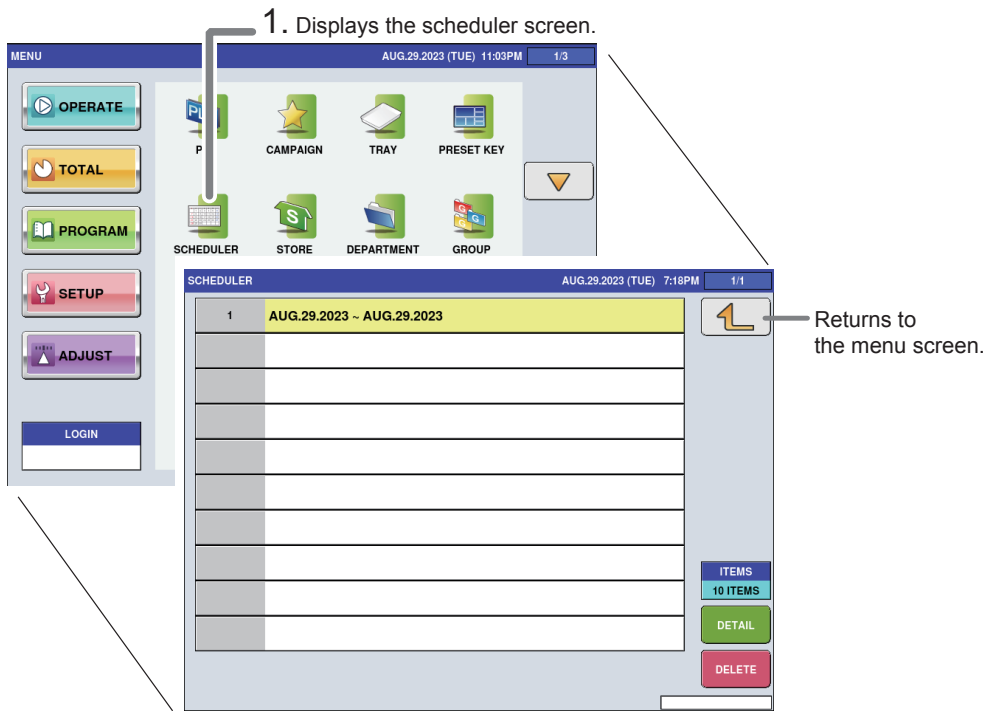 1. Displays the scheduler screen.
MENU AUG.29.2023 (TUE) 11:03PM 1/3
OPERATE
TOTAL
PROGRAM
SETUP
ADJUST
LOGIN
CAMPAIGN TRAY PRESET KEY
SCHEDULER STORE DEPARTMENT GROUP
SCHEDULER AUG.29.2023 (TUE) 7:18PM 1/1
1 AUG.29.2023 ~ AUG.29.2023
ITEMS
10 ITEMS
DETAIL
DELETE
Returns to
the menu screen.